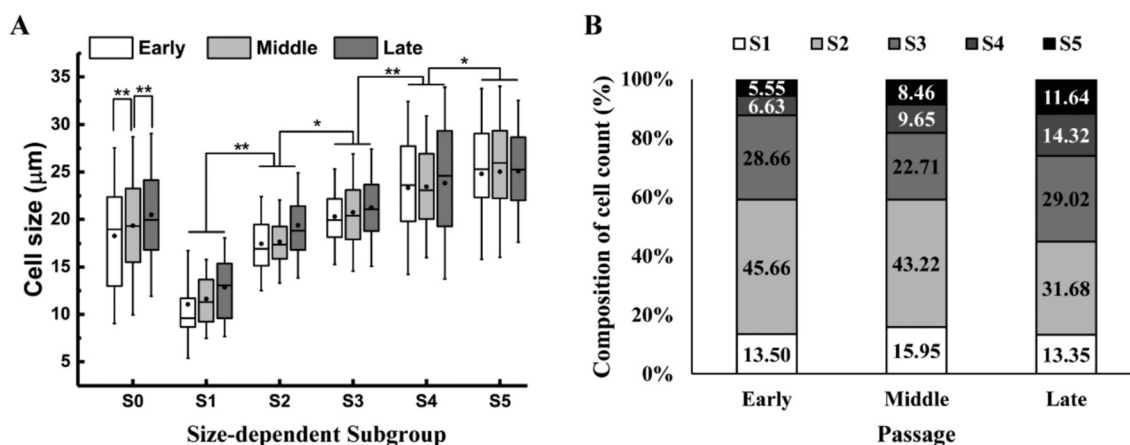 A
Early Middle Late
35
30
25
20
15
10
5
Cell size (μm)
** **
**
*
**
*
S0 S1 S2 S3 S4 S5
Size-dependent Subgroup
B
S1 S2 S3 S4 S5
100%
80%
60%
40%
20%
0%
Composition of cell count (%)
5.55 8.46 11.64
6.63 9.65 14.32
28.66 22.71 29.02
45.66 43.22 31.68
13.50 15.95 13.35
Early Middle Late
Passage